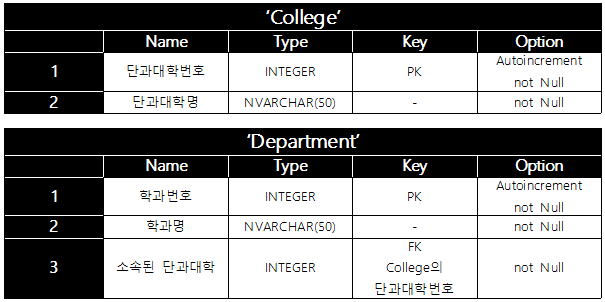 ‘College’
Name Type Key Option
1 단과대학번호 INTEGER PK Autoincrement
not Null
2 단과대학명 NVARCHAR(50) - not Null
‘Department’
Name Type Key Option
1 학과번호 INTEGER PK Autoincrement
not Null
2 학과명 NVARCHAR(50) - not Null
3 소속된 단과대학 INTEGER FK
College의
단과대학번호 not Null